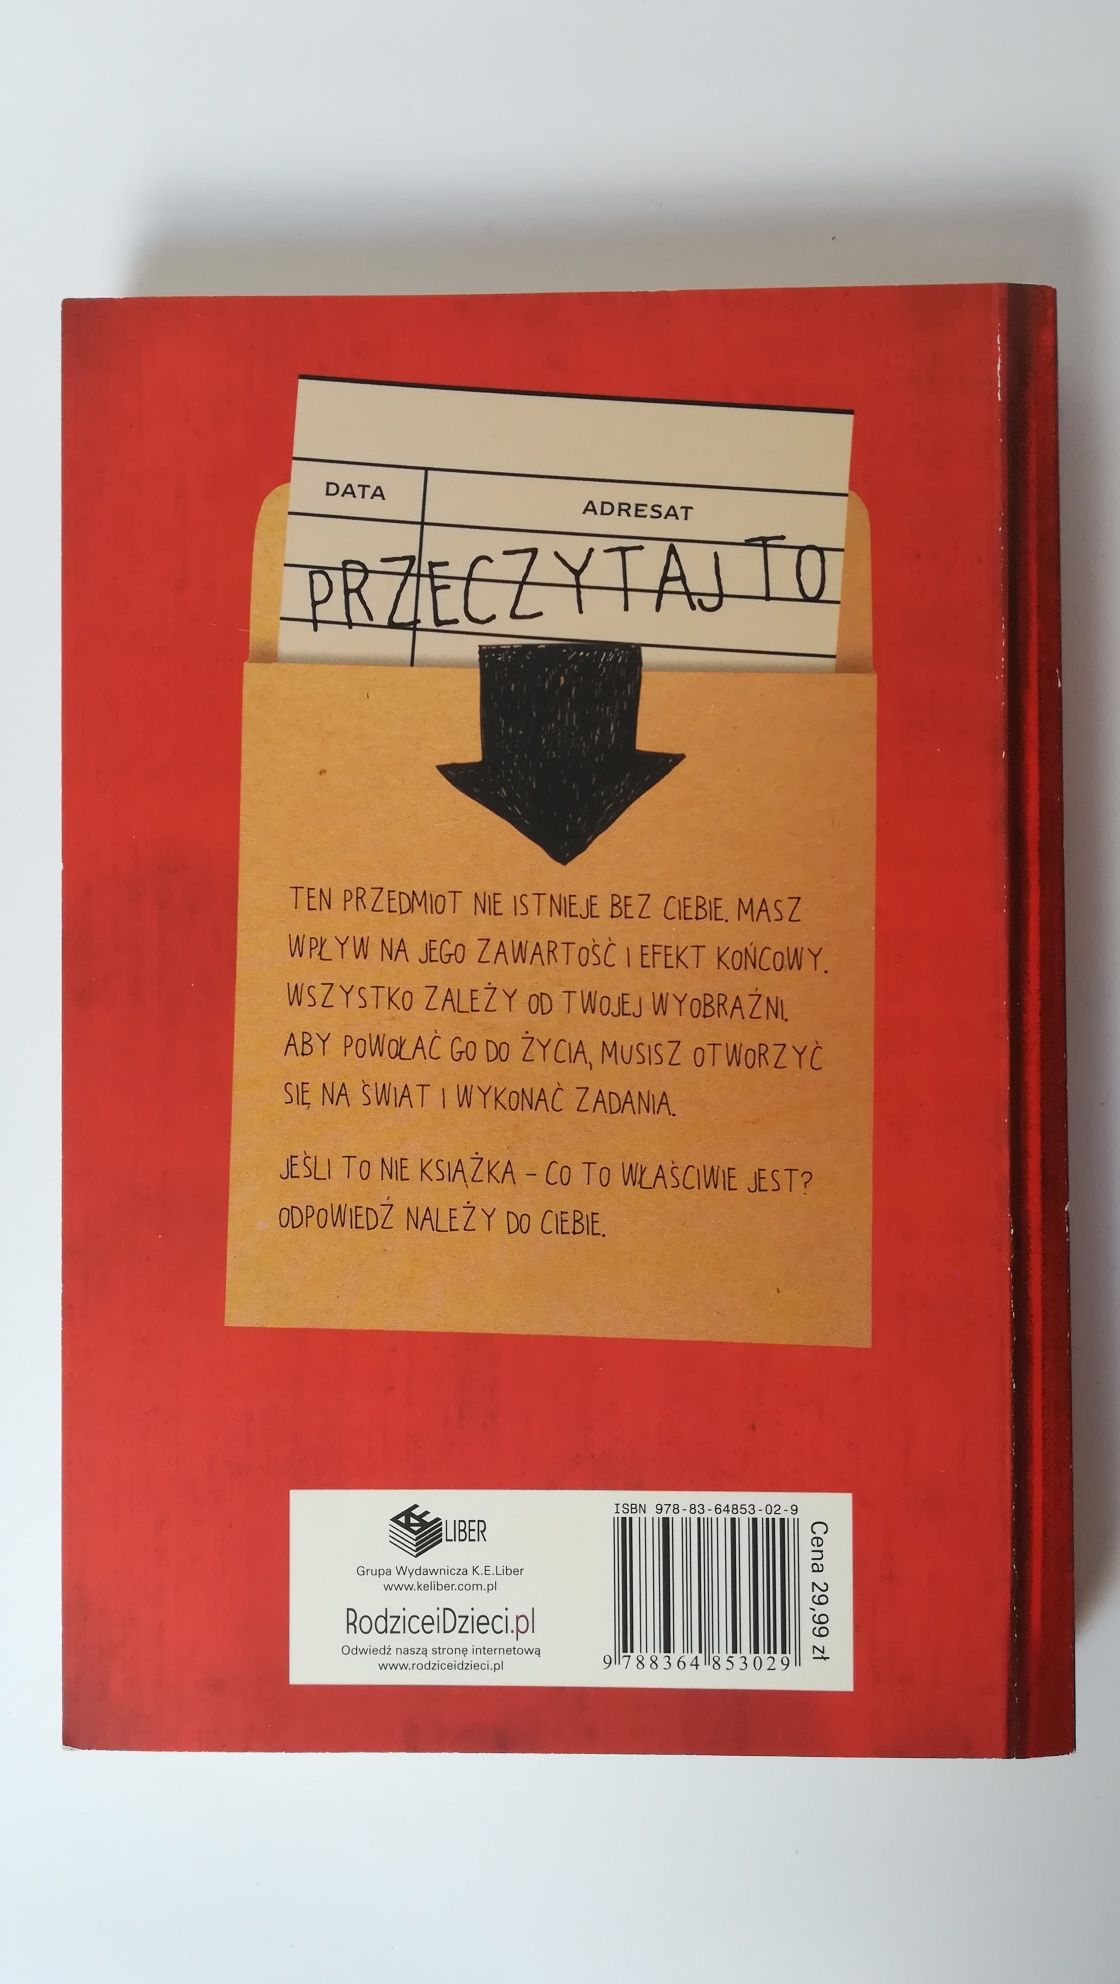 DATA ADRESAT
PRZECZYTAJ TO
TEN PRZEDMIOT NIE ISTNIEJE BEZ CIEBIE. MASZ
WPŁYW NA JEGO ZAWARTOŚĆ I EFEKT KOŃCOWY.
WSZYSTKO ZALEŻY OD TWOJEJ WYOBRAŹNI.
ABY POWOŁAĆ GO DO ŻYCIA, MUSISZ OTWORZYĆ
SIĘ NA ŚWIAT I WYKONAĆ ZADANIA.
JEŚLI TO NIE KSIĄŻKA – CO TO WŁAŚCIWIE JEST?
ODPOWIEDŹ NALEŻY DO CIEBIE.
KE LIBER
Grupa Wydawnicza K.E.Liber
www.keliber.com.pl
RodziceiDzieci.pl
Odwiedź naszą stronę internetową
www.rodziceidzieci.pl
ISBN 978-83-64853-02-9
9 788364 853029
Cena 29,99 zł